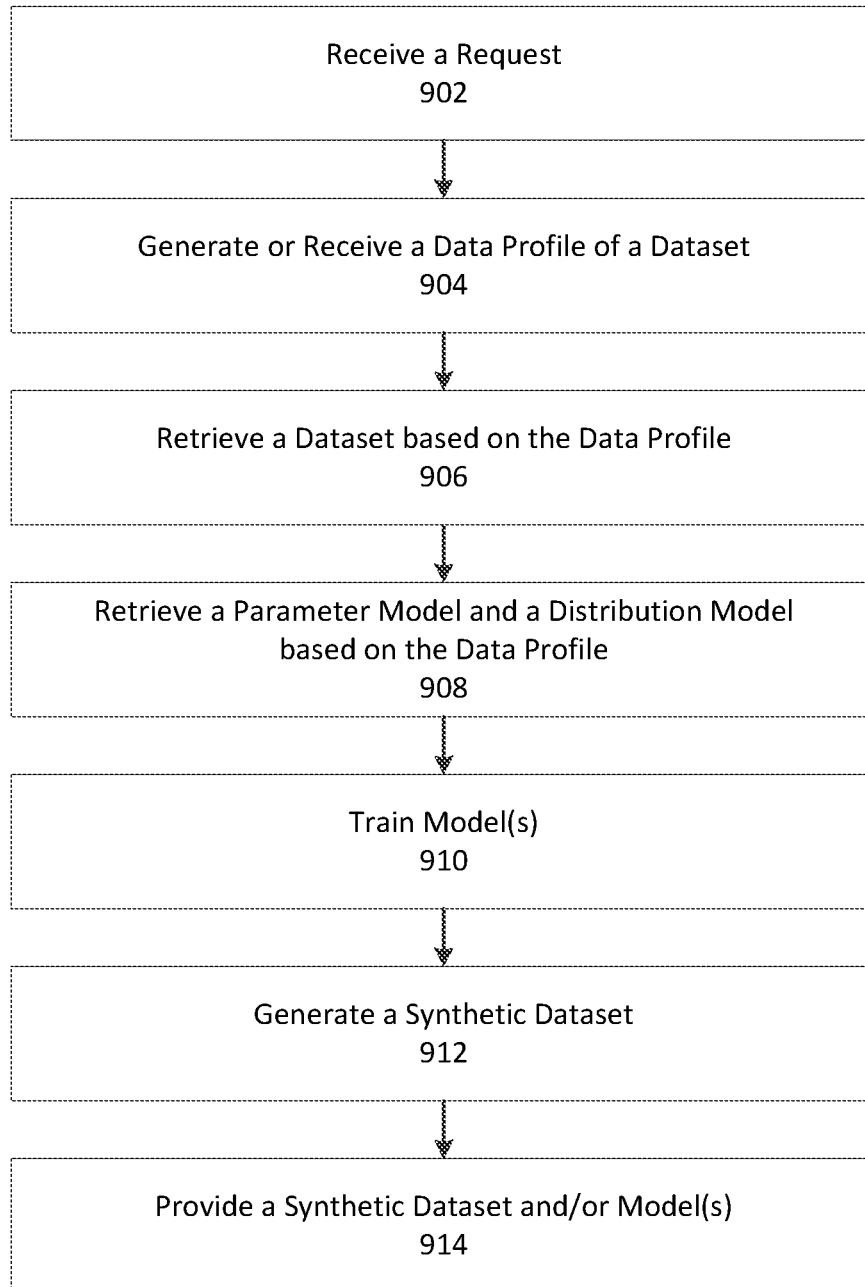 Receive a Request
902
Generate or Receive a Data Profile of a Dataset
904
Retrieve a Dataset based on the Data Profile
906
Retrieve a Parameter Model and a Distribution Model
based on the Data Profile
908
Train Model(s)
910
Generate a Synthetic Dataset
912
Provide a Synthetic Dataset and/or Model(s)
914